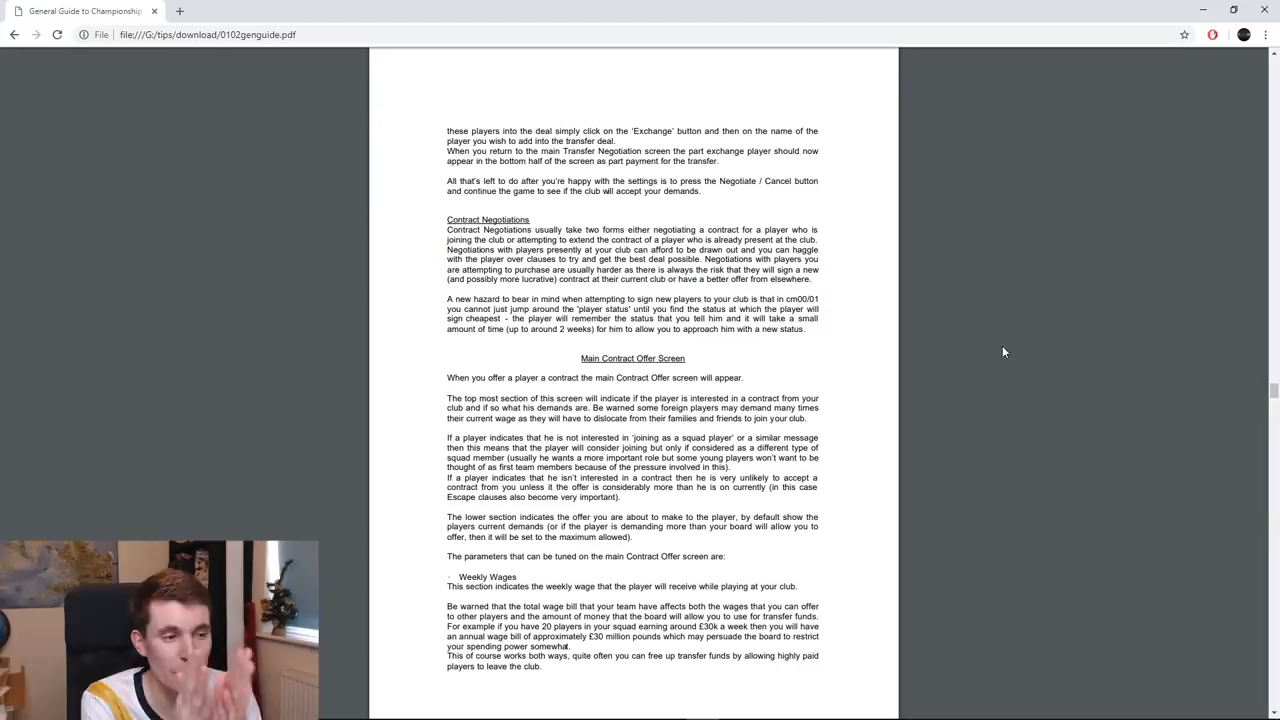 General Guide to Championship
File file:///G:/tips/download/0102genguide.pdf
these players into the deal simply click on the 'Exchange' button and then on the name of the
player you wish to add into the transfer deal.
When you return to the main Transfer Negotiation screen the part exchange player should now
appear in the bottom half of the screen as part payment for the transfer.
All that's left to do after you're happy with the settings is to press the Negotiate / Cancel button
and continue the game to see if the club will accept your demands.
Contract Negotiations
Contract Negotiations usually take two forms either negotiating a contract for a player who is
joining the club or attempting to extend the contract of a player who is already present at the club.
Negotiations with players presently at your club can afford to be drawn out and you can haggle
with the player over clauses to try and get the best deal possible. Negotiations with players you
are attempting to purchase are usually harder as there is always the risk that they will sign a new
(and possibly more lucrative) contract at their current club or have a better offer from elsewhere.
A new hazard to bear in mind when attempting to sign new players to your club is that in cm00/01
you cannot just jump around the 'player status' until you find the status at which the player will
sign cheapest - the player will remember the status that you tell him and it will take a small
amount of time (up to around 2 weeks) for him to allow you to approach him with a new status.
Main Contract Offer Screen
When you offer a player a contract the main Contract Offer screen will appear.
The top most section of this screen will indicate if the player is interested in a contract from your
club and if so what his demands are. Be warned some foreign players may demand many times
their current wage as they will have to dislocate from their families and friends to join your club.
If a player indicates that he is not interested in 'joining as a squad player' or a similar message
then this means that the player will consider joining but only if considered as a different type of
squad member (usually he wants a more important role but some young players won't want to be
thought of as first team members because of the pressure involved in this).
If a player indicates that he isn't interested in a contract then he is very unlikely to accept a
contract from you unless it the offer is considerably more than he is on currently (in this case
Escape clauses also become very important).
The lower section indicates the offer you are about to make to the player, by default show the
players current demands (or if the player is demanding more than your board will allow you to
offer, then it will be set to the maximum allowed).
The parameters that can be tuned on the main Contract Offer screen are:
· Weekly Wages
This section indicates the weekly wage that the player will receive while playing at your club.
Be warned that the total wage bill that your team have affects both the wages that you can offer
to other players and the amount of money that the board will allow you to use for transfer funds.
For example if you have 20 players in your squad earning around £30k a week then you will have
an annual wage bill of approximately £30 million pounds which may persuade the board to restrict
your spending power somewhat.
This of course works both ways, quite often you can free up transfer funds by allowing highly paid
players to leave the club.